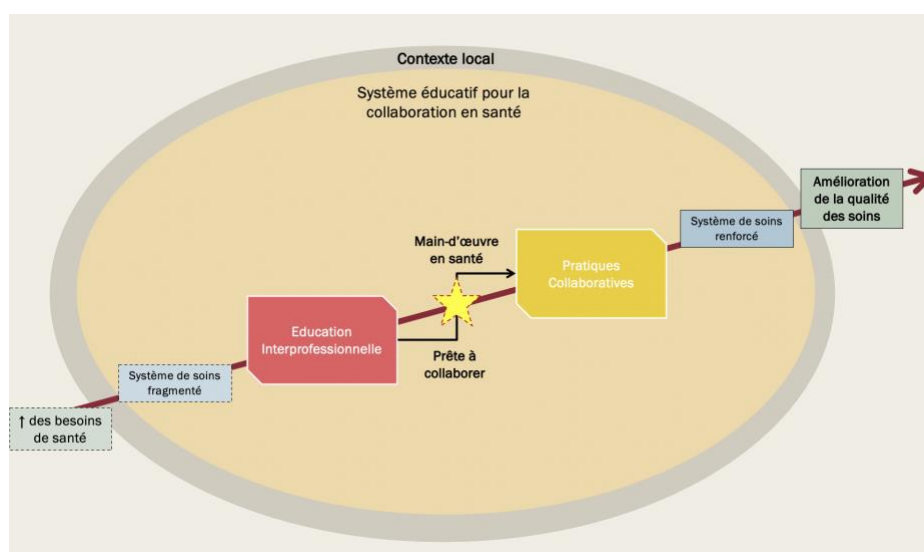 Contexte local
Système éducatif pour la
collaboration en santé
Amélioration
de la qualité
des soins
Système de soins
renforcé
Main-d'œuvre
en santé
Pratiques
Collaboratives
Education
Interprofessionnelle
Prête à
collaborer
Système de soins
fragmenté
↑ des besoins
de santé